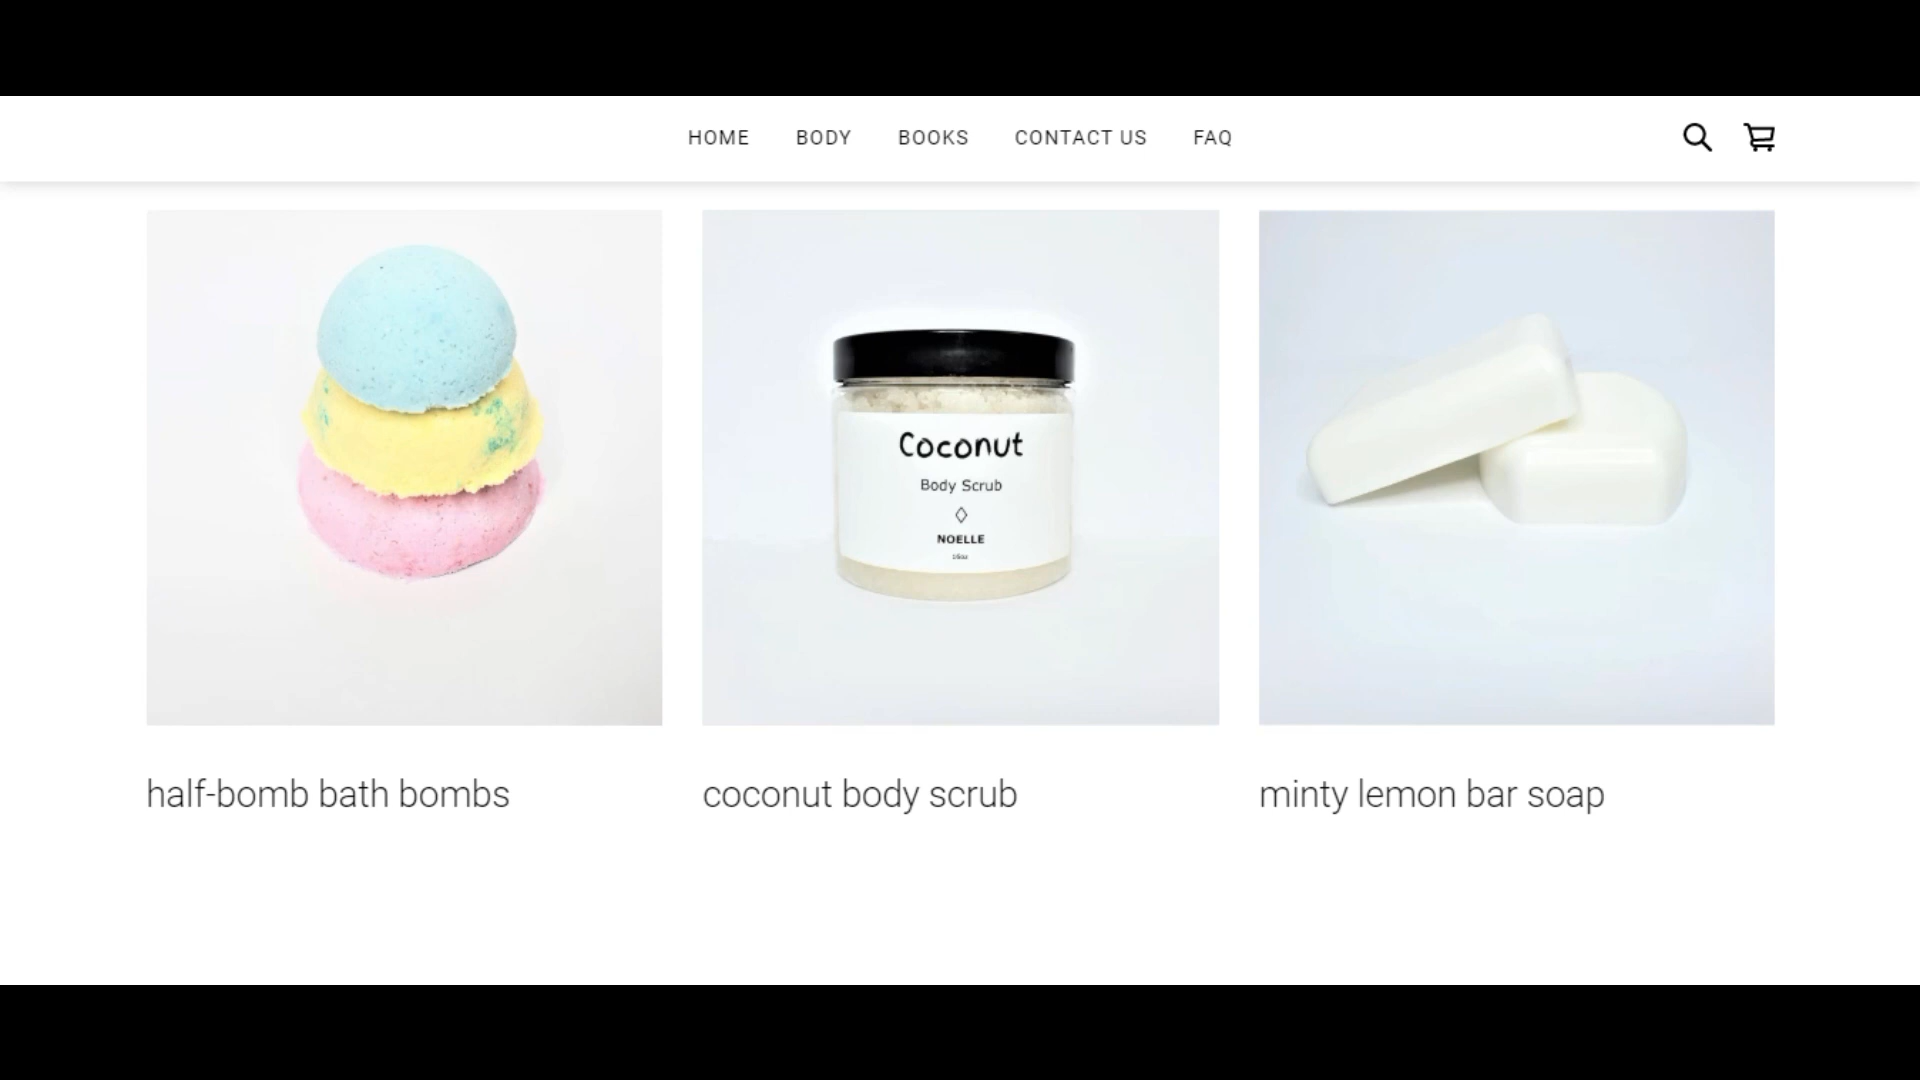 HOME BODY BOOKS CONTACT US FAQ
Coconut
Body Scrub
NOELLE
16oz
half-bomb bath bombs
coconut body scrub
minty lemon bar soap